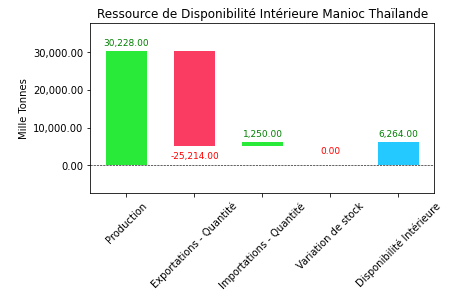 Ressource de Disponibilité Intérieure Manioc Thaïlande
Mille Tonnes
30,000.00
20,000.00
10,000.00
0.00
30,228.00
-25,214.00
1,250.00
0.00
6,264.00
Production
Exportations - Quantité
Importations - Quantité
Variation de stock
Disponibilité Intérieure